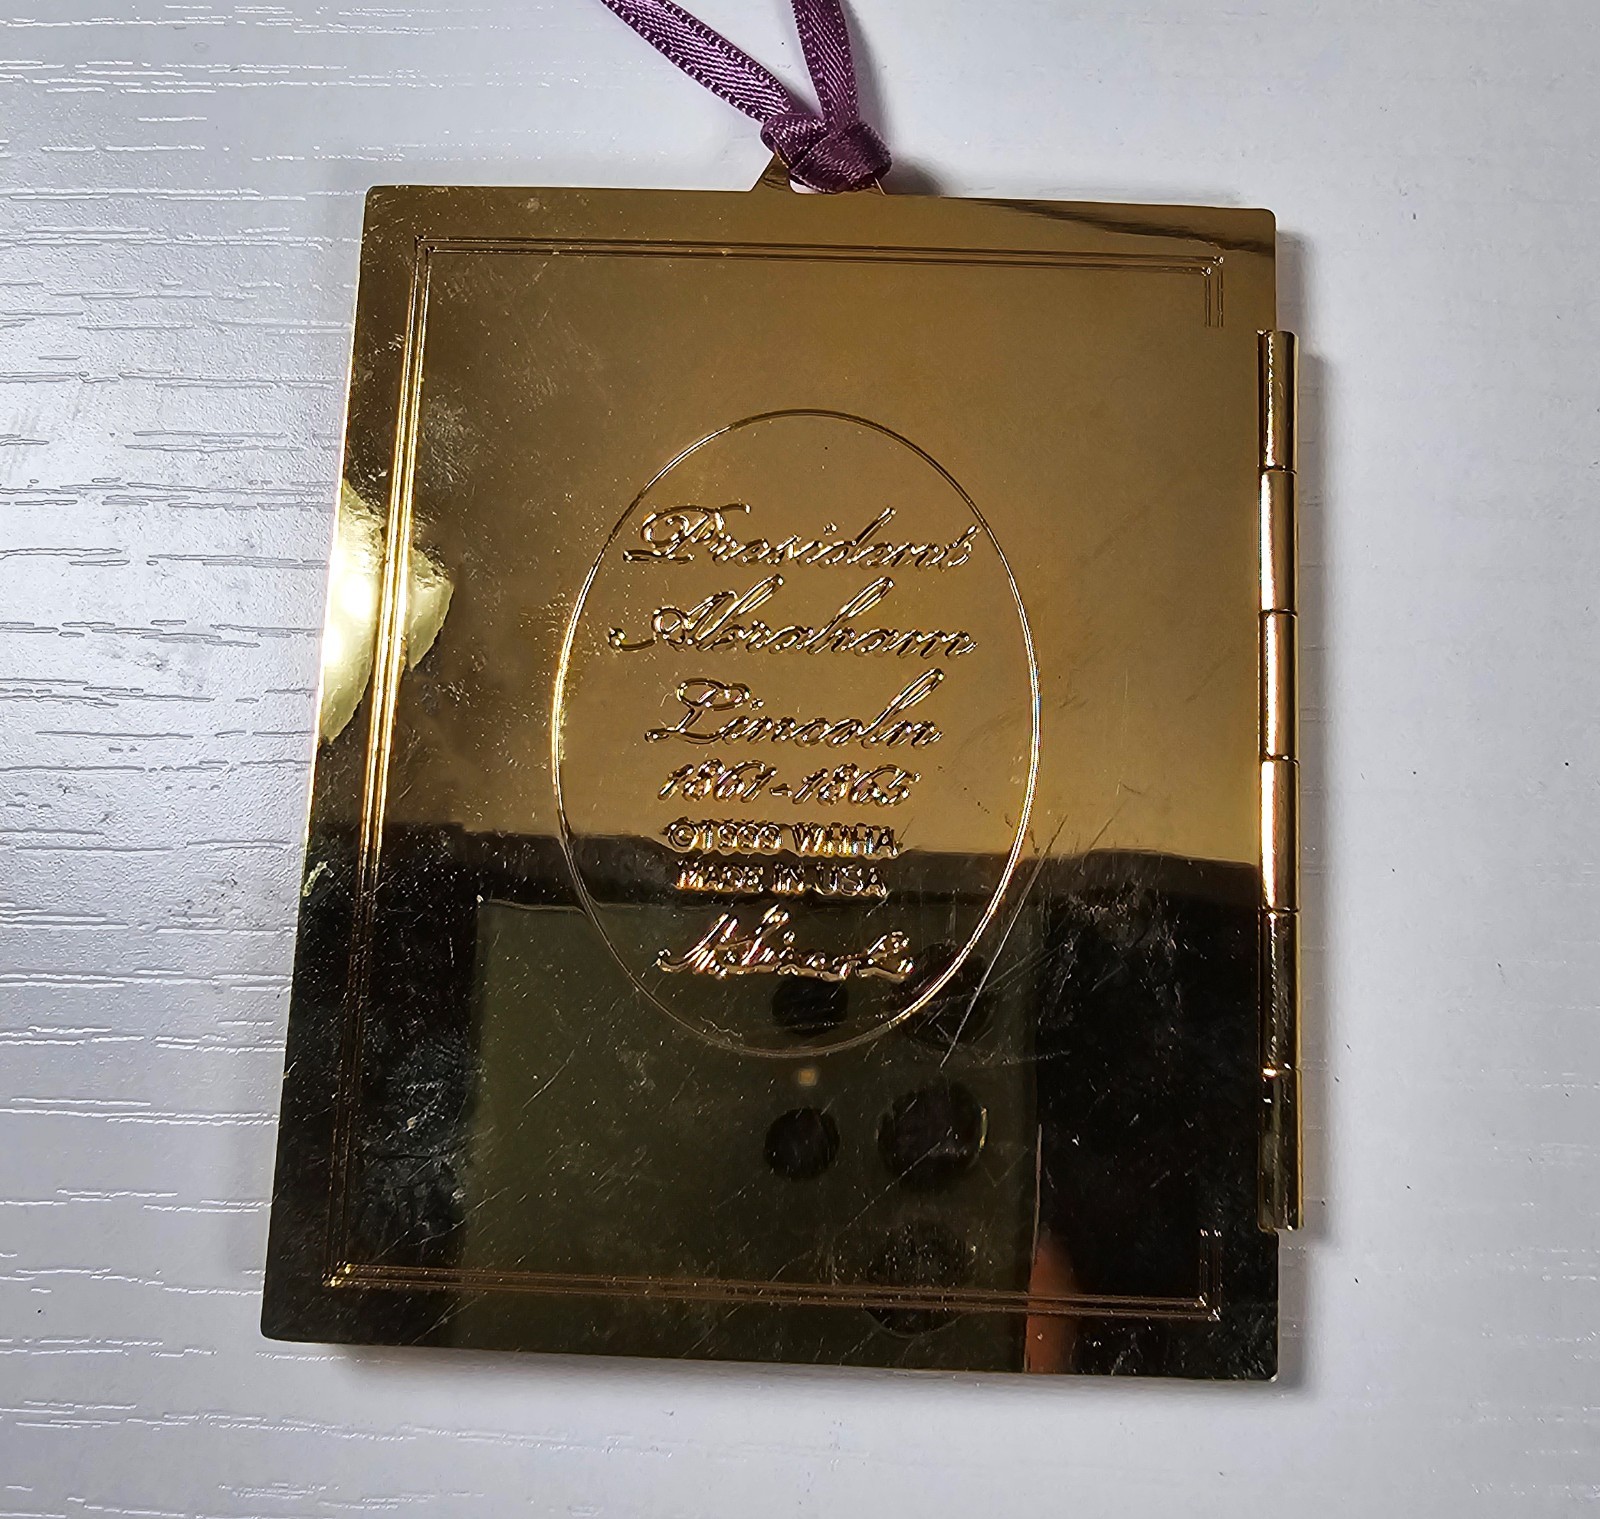 President
Abraham
Lincoln
1861-1865
©1999 WHHA
MADE IN USA